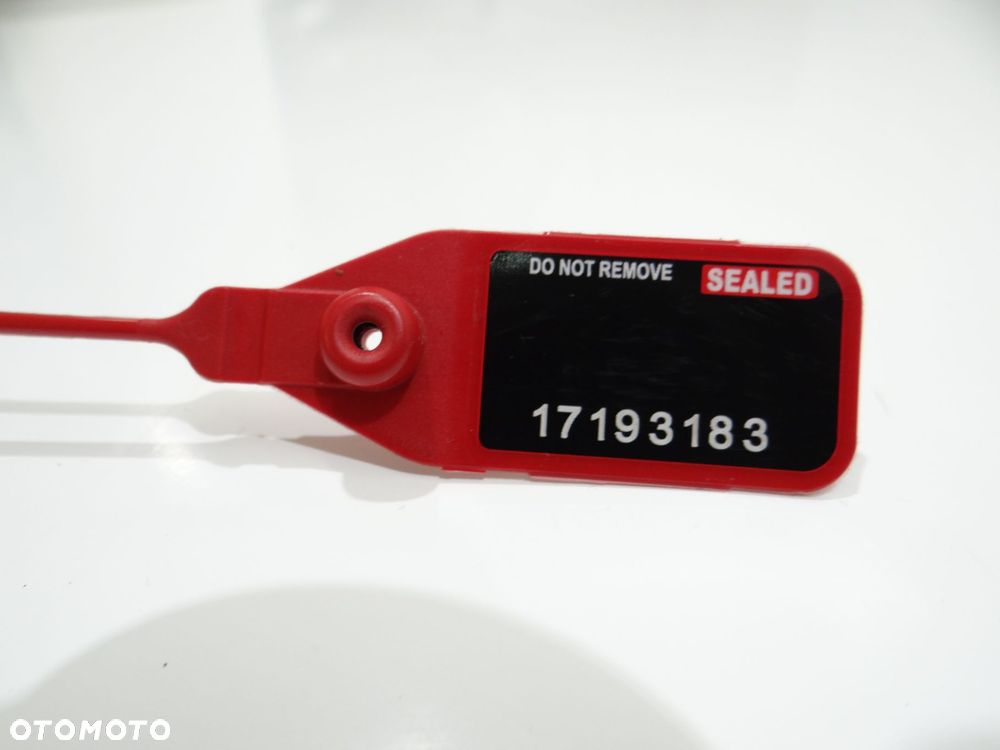 DO NOT REMOVE SEALED
17193183
OTOMOTO